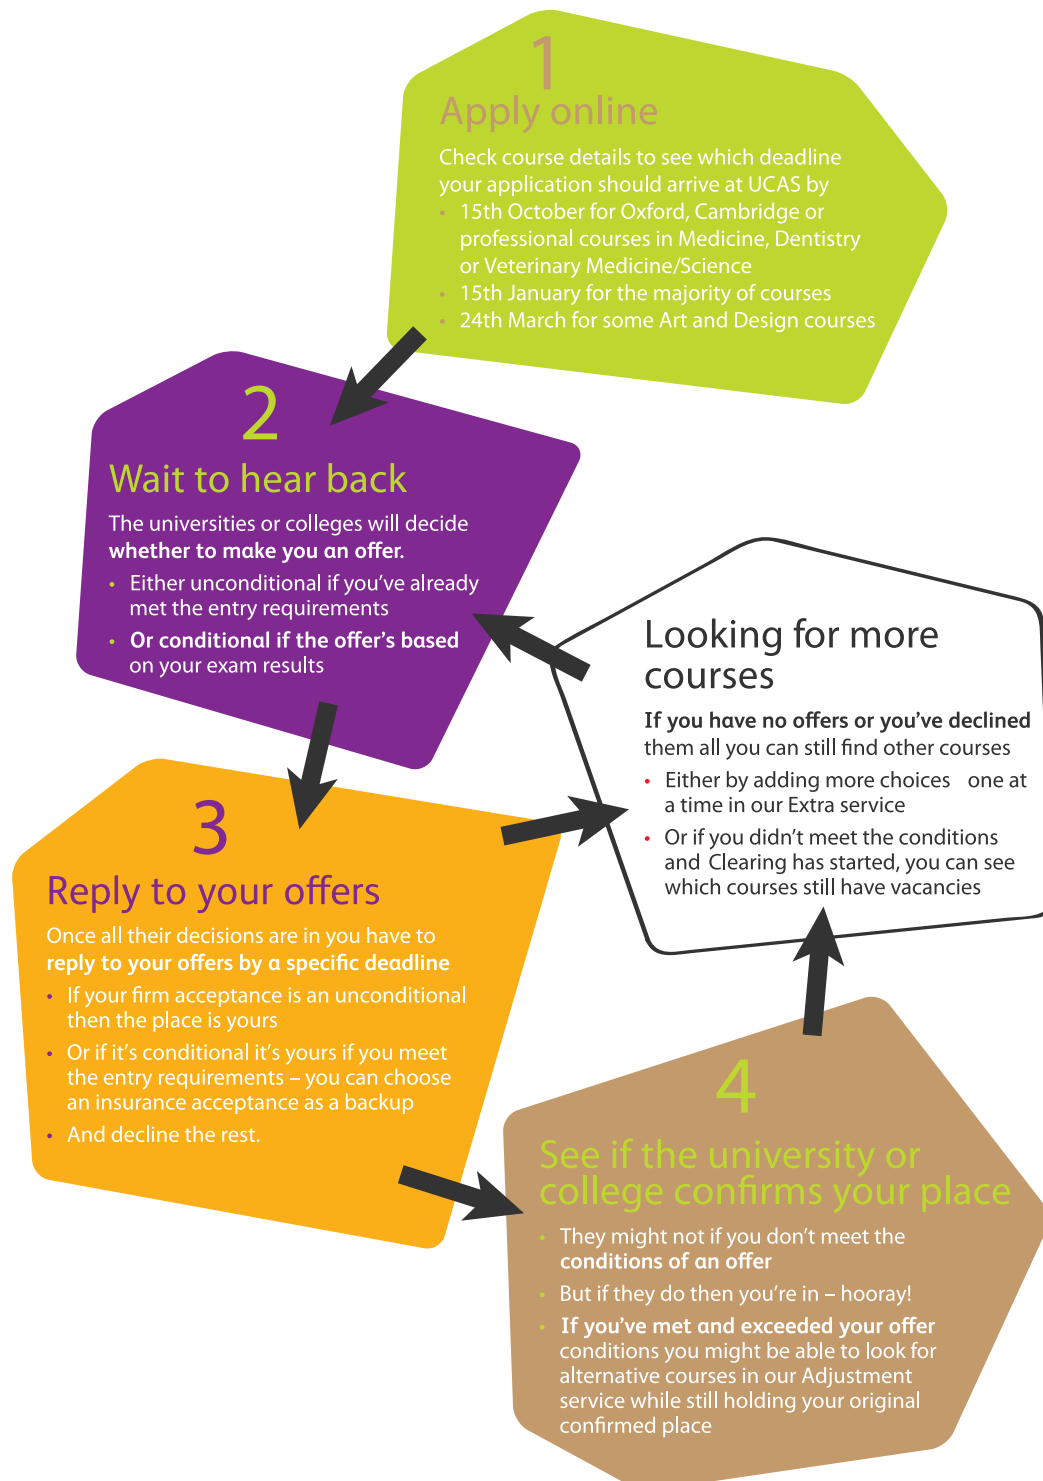 1
Apply online
Check course details to see which deadline
your application should arrive at UCAS by
• 15th October for Oxford, Cambridge or
professional courses in Medicine, Dentistry
or Veterinary Medicine/Science
• 15th January for the majority of courses
• 24th March for some Art and Design courses
2
Wait to hear back
The universities or colleges will decide
whether to make you an offer.
• Either unconditional if you've already
met the entry requirements
• Or conditional if the offer's based
on your exam results
Looking for more
courses
If you have no offers or you've declined
them all you can still find other courses
• Either by adding more choices one at
a time in our Extra service
• Or if you didn't meet the conditions
and Clearing has started, you can see
which courses still have vacancies
3
Reply to your offers
Once all their decisions are in you have to
reply to your offers by a specific deadline
• If your firm acceptance is an unconditional
then the place is yours
• Or if it's conditional it's yours if you meet
the entry requirements – you can choose
an insurance acceptance as a backup
• And decline the rest.
4
See if the university or
college confirms your place
• They might not if you don't meet the
conditions of an offer
• But if they do then you're in – hooray!
• If you've met and exceeded your offer
conditions you might be able to look for
alternative courses in our Adjustment
service while still holding your original
confirmed place